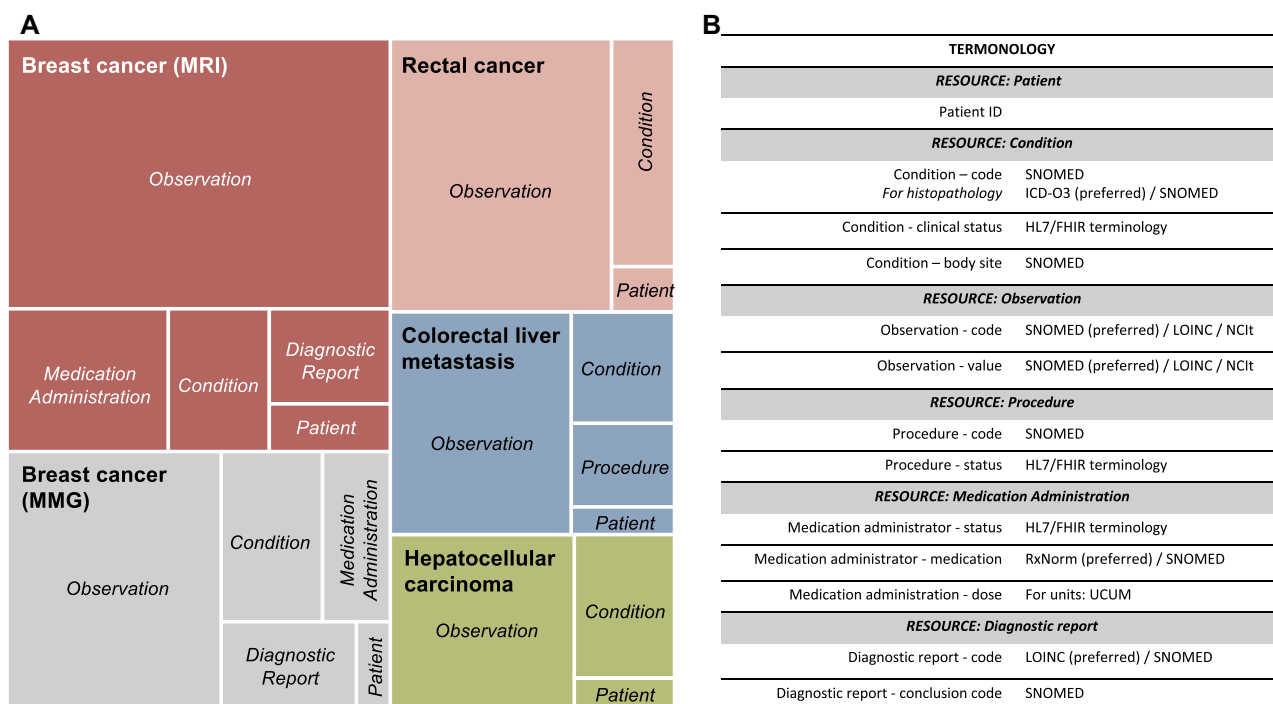 A
Breast cancer (MRI)
Observation
Medication
Administration
Condition
Diagnostic
Report
Patient
Rectal cancer
Observation
Condition
Patient
Breast cancer
(MMG)
Observation
Condition
Medication
Administration
Diagnostic
Report
Patient
Colorectal liver
metastasis
Observation
Condition
Procedure
Patient
Hepatocellular
carcinoma
Observation
Condition
Patient
B
TERMONOLOGY
RESOURCE: Patient
Patient ID
RESOURCE: Condition
Condition – code SNOMED
For histopathology ICD-O3 (preferred) / SNOMED
Condition - clinical status HL7/FHIR terminology
Condition – body site SNOMED
RESOURCE: Observation
Observation - code SNOMED (preferred) / LOINC / NCIt
Observation - value SNOMED (preferred) / LOINC / NCIt
RESOURCE: Procedure
Procedure - code SNOMED
Procedure - status HL7/FHIR terminology
RESOURCE: Medication Administration
Medication administrator - status HL7/FHIR terminology
Medication administrator - medication RxNorm (preferred) / SNOMED
Medication administration - dose For units: UCUM
RESOURCE: Diagnostic report
Diagnostic report - code LOINC (preferred) / SNOMED
Diagnostic report - conclusion code SNOMED